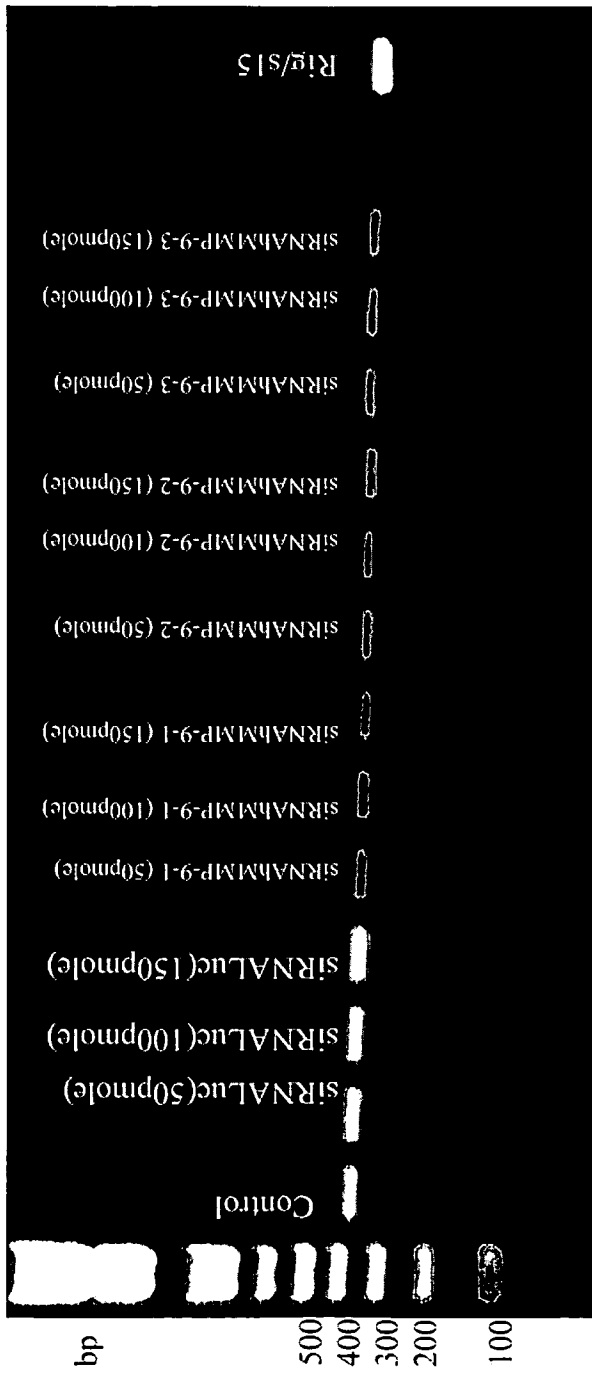 bp
500
400
300
200
100
Control
siRNALuc(50pmole)
siRNALuc(100pmole)
siRNALuc(150pmole)
siRNAhMMP-9-1 (50pmole)
siRNAhMMP-9-1 (100pmole)
siRNAhMMP-9-1 (150pmole)
siRNAhMMP-9-2 (50pmole)
siRNAhMMP-9-2 (100pmole)
siRNAhMMP-9-2 (150pmole)
siRNAhMMP-9-3 (50pmole)
siRNAhMMP-9-3 (100pmole)
siRNAhMMP-9-3 (150pmole)
Rig/s15